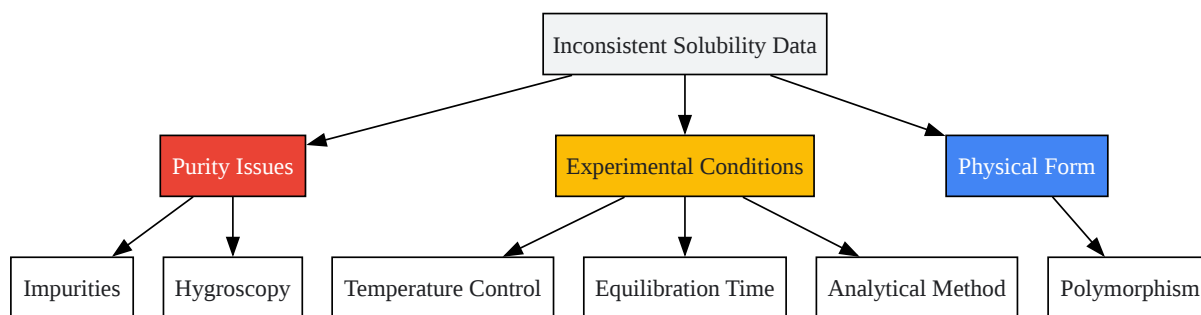 Inconsistent Solubility Data
Purity Issues
Experimental Conditions
Physical Form
Impurities
Hygroscopy
Temperature Control
Equilibration Time
Analytical Method
Polymorphism